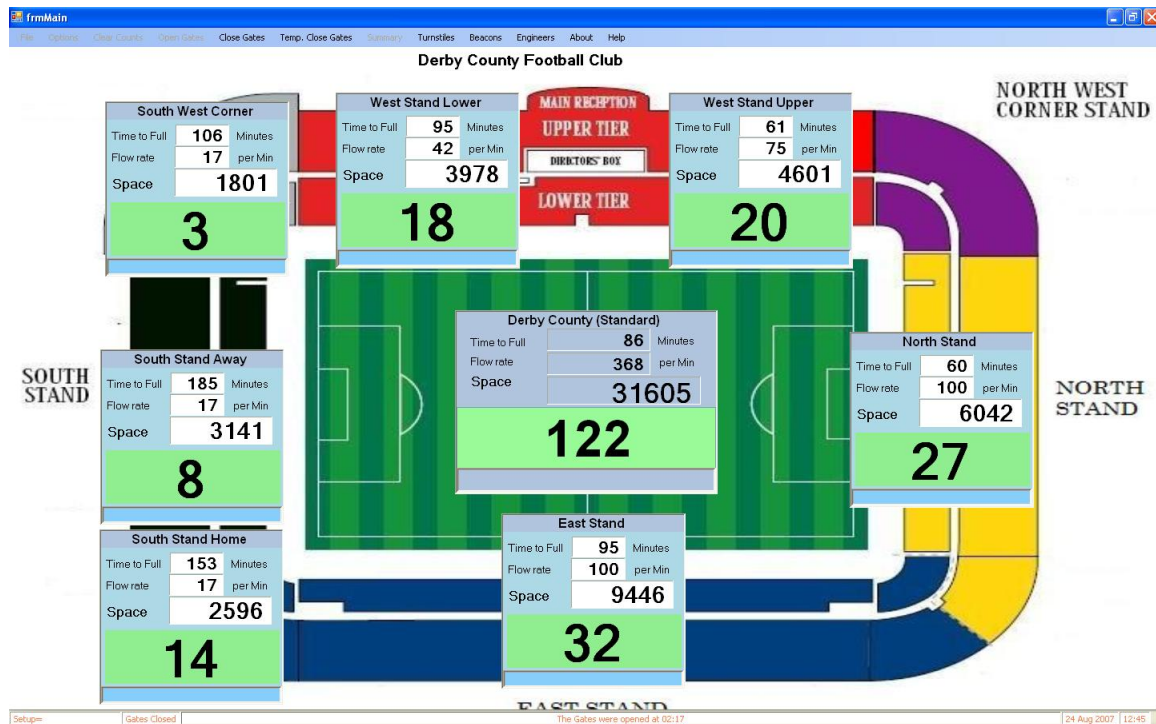 frmMain
File Options Clear Counts Open Gates Close Gates Temp. Close Gates Summary Turnstiles Beacons Engineers About Help
Derby County Football Club
South West Corner
Time to Full 106 Minutes
Flow rate 17 per Min
Space 1801
3
West Stand Lower
Time to Full 95 Minutes
Flow rate 42 per Min
Space 3978
18
MAIN RECEPTION
UPPER TIER
DIRECTORS' BOX
LOWER TIER
West Stand Upper
Time to Full 61 Minutes
Flow rate 75 per Min
Space 4601
20
NORTH WEST
CORNER STAND
Derby County (Standard)
Time to Full 86 Minutes
Flow rate 368 per Min
Space 31605
122
SOUTH
STAND
South Stand Away
Time to Full 185 Minutes
Flow rate 17 per Min
Space 3141
8
North Stand
Time to Full 60 Minutes
Flow rate 100 per Min
Space 6042
27
NORTH
STAND
South Stand Home
Time to Full 153 Minutes
Flow rate 17 per Min
Space 2596
14
East Stand
Time to Full 95 Minutes
Flow rate 100 per Min
Space 9446
32
EAST STAND
Setup= Gates Closed The Gates were opened at 02:17 24 Aug 2007 12:45